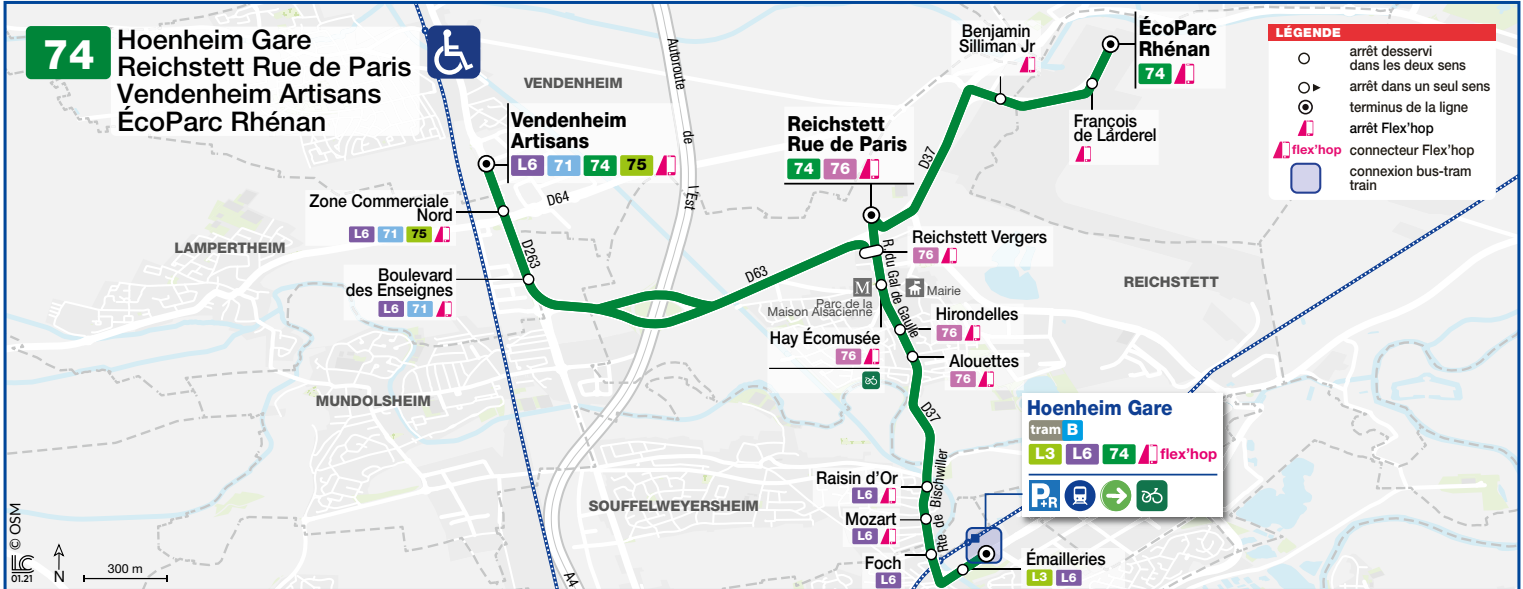 74
Hoenheim Gare
Reichstett Rue de Paris
Vendenheim Artisans
ÉcoParc Rhénan
VENDENHEIM
Autoroute de l'Est
Benjamin
Silliman Jr
ÉcoParc
Rhénan
74
François
de Larderel
LÉGENDE
arrêt desservi
dans les deux sens
arrêt dans un seul sens
terminus de la ligne
arrêt Flex'hop
flex'hop connecteur Flex'hop
connexion bus-tram
train
Vendenheim
Artisans
L6 71 74 75
Reichstett
Rue de Paris
74 76
D37
Zone Commerciale
Nord
L6 71 75
D64
LAMPERTHEIM
D263
Boulevard
des Enseignes
L6 71
D63
Reichstett Vergers
76
R. du Gal de Gaulle
REICHSTETT
M
Parc de la
Maison Alsacienne
Mairie
Hirondelles
76
Hay Écomusée
76
Alouettes
76
MUNDOLSHEIM
D37
Hoenheim Gare
tram B
L3 L6 74 flex'hop
P+R
Raisin d'Or
L6
Mozart
L6
Rte de Bischwiller
SOUFFELWEYERSHEIM
Foch
L6
Émailleries
L3 L6
A4
© OSM
01.21
N
300 m